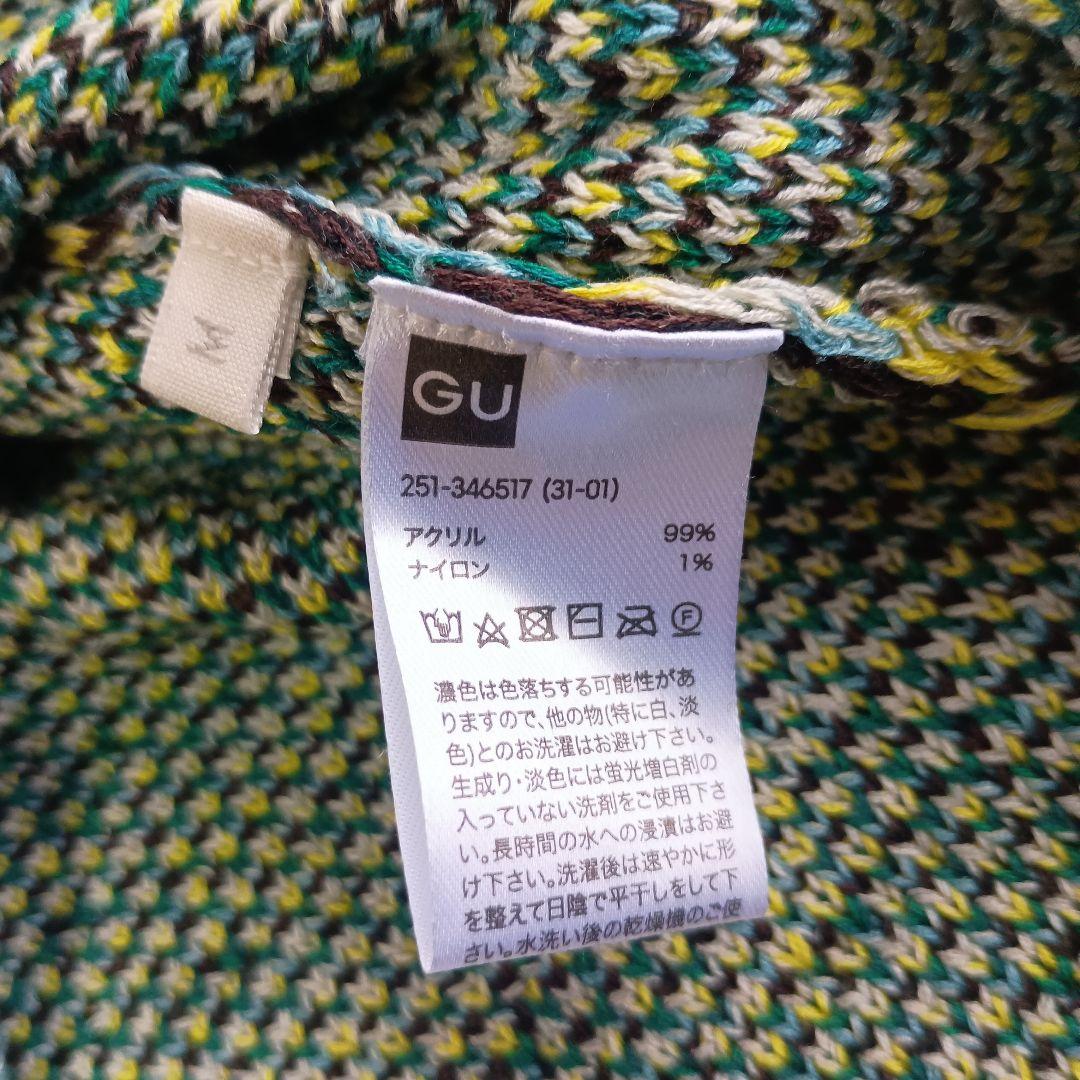 M
GU
251-346517 (31-01)
アクリル 99%
ナイロン 1%
F
濃色は色落ちする可能性があ
りますので、他の物(特に白、淡
色)とのお洗濯はお避け下さい。
生成り・淡色には蛍光増白剤の
入っていない洗剤をご使用下さ
い。長時間の水への浸漬はお避
け下さい。洗濯後は速やかに形
を整えて日陰で平干しをして下
さい。水洗い後の乾燥機のご使